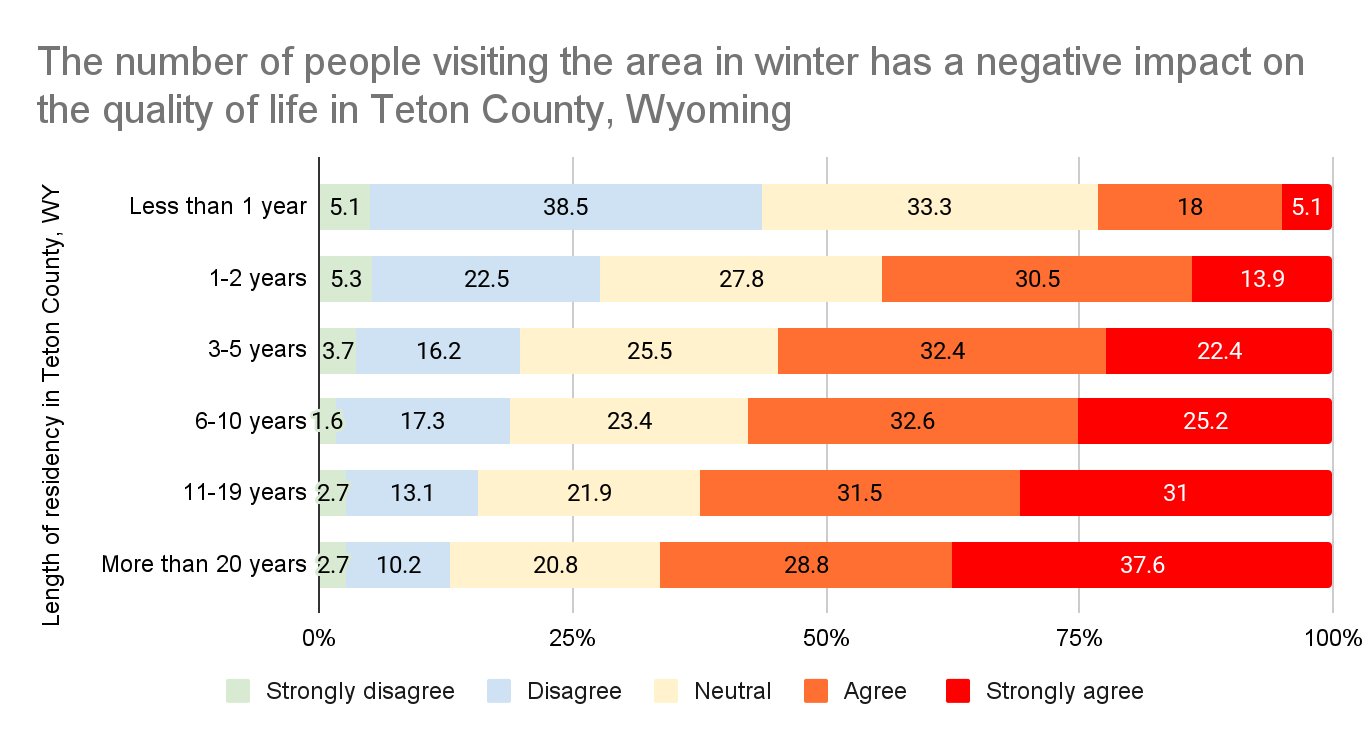 The number of people visiting the area in winter has a negative impact on
the quality of life in Teton County, Wyoming
Length of residency in Teton County, WY
Less than 1 year 5.1 38.5 33.3 18 5.1
1-2 years 5.3 22.5 27.8 30.5 13.9
3-5 years 3.7 16.2 25.5 32.4 22.4
6-10 years 1.6 17.3 23.4 32.6 25.2
11-19 years 2.7 13.1 21.9 31.5 31
More than 20 years 2.7 10.2 20.8 28.8 37.6
0% 25% 50% 75% 100%
Strongly disagree Disagree Neutral Agree Strongly agree